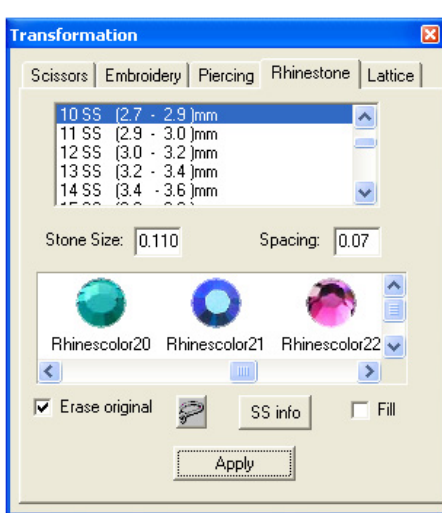 Transformation
Scissors Embroidery Piercing Rhinestone Lattice
10 SS (2.7 - 2.9 )mm
11 SS (2.9 - 3.0 )mm
12 SS (3.0 - 3.2 )mm
13 SS (3.2 - 3.4 )mm
14 SS (3.4 - 3.6 )mm
Stone Size: 0.110 Spacing: 0.07
Rhinescolor20 Rhinescolor21 Rhinescolor22
Erase original SS info Fill
Apply